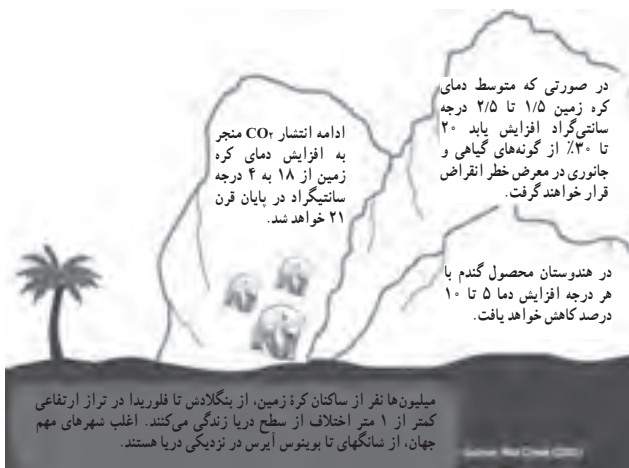 در صورتی که متوسط دمای
کره زمین ۱/۵ تا ۲/۵ درجه
سانتی‌گراد افزایش یابد ۲۰
تا ۳۰٪ از گونه‌های گیاهی و
جانوری در معرض خطر انقراض
قرار خواهند گرفت.
ادامه انتشار CO۲ منجر
به افزایش دمای کره
زمین از ۱۸ به ۴ درجه
سانتیگراد در پایان قرن
۲۱ خواهد شد.
در هندوستان محصول گندم با
هر درجه افزایش دما ۵ تا ۱۰
درصد کاهش خواهد یافت.
میلیون‌ها نفر از ساکنان کرۀ زمین، از بنگلادش تا فلوریدا در تراز ارتفاعی
کمتر از ۱ متر اختلاف از سطح دریا زندگی می‌کنند. اغلب شهرهای مهم
جهان، از شانگهای تا بوینوس آیرس در نزدیکی دریا هستند.